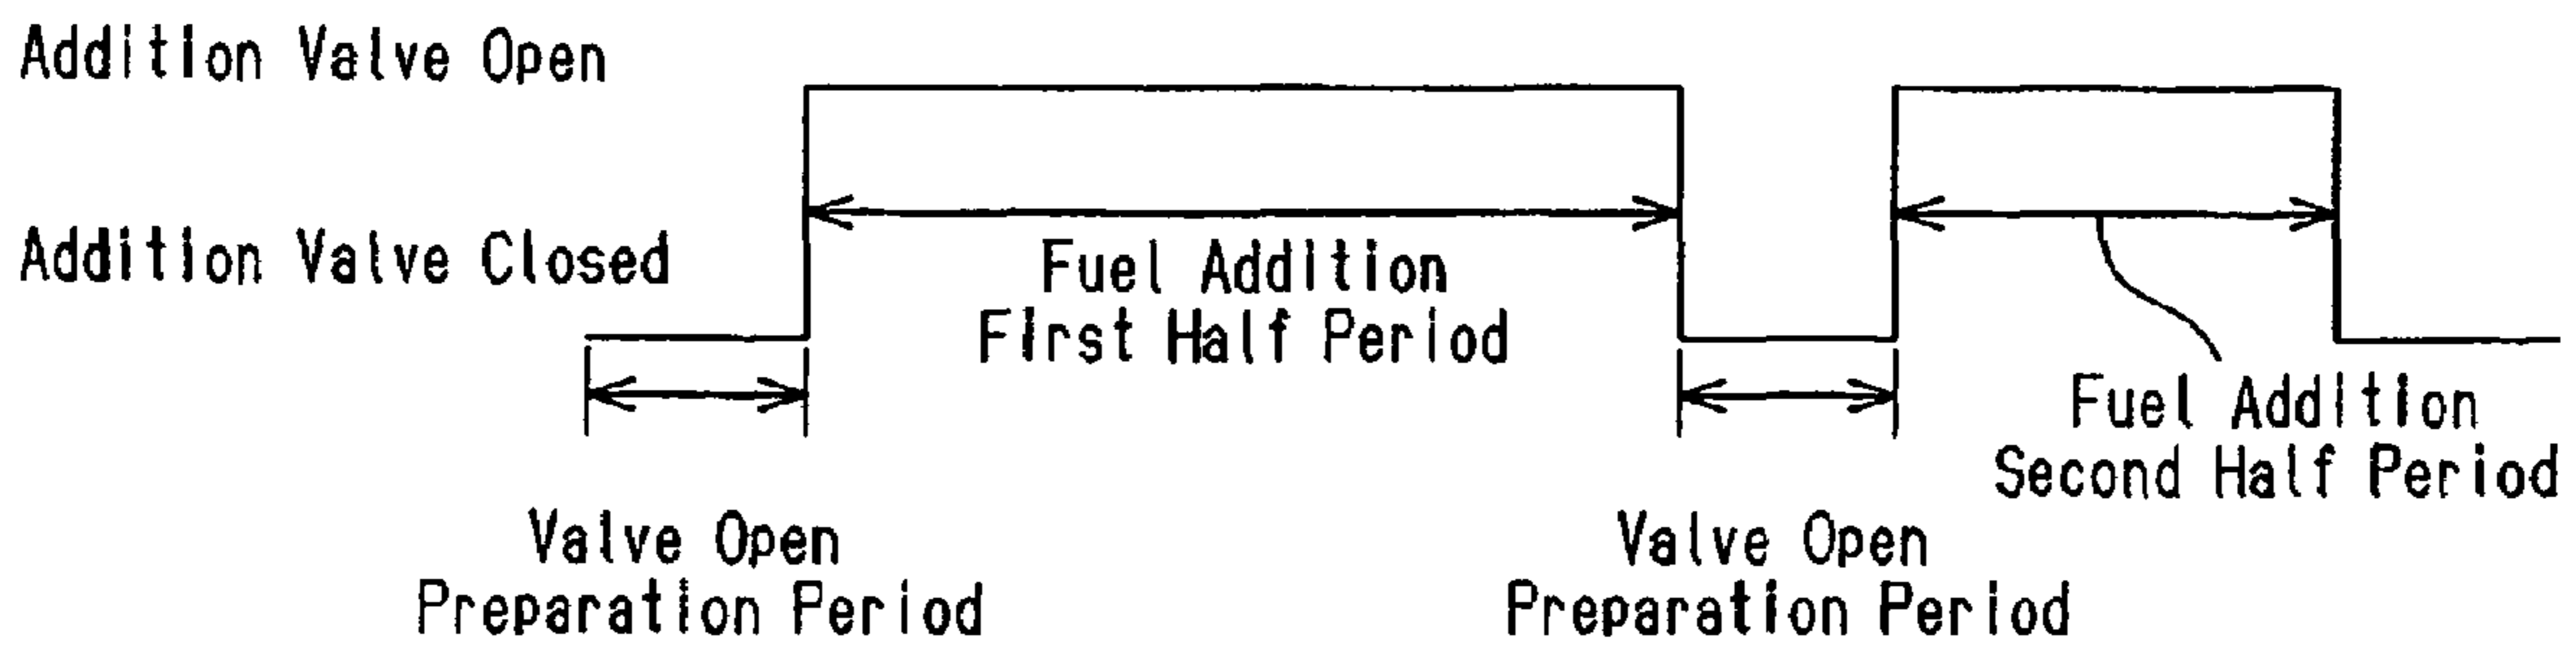 Addition Valve Open
Addition Valve Closed
Fuel Addition
First Half Period
Fuel Addition
Second Half Period
Valve Open
Preparation Period
Valve Open
Preparation Period